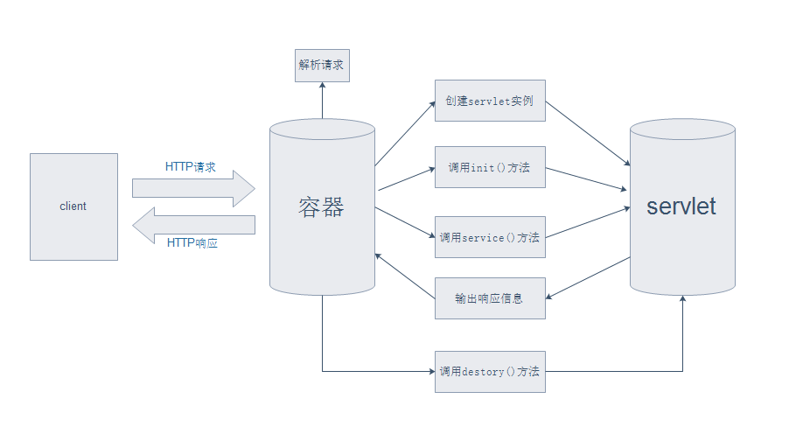 解析请求
创建servlet实例
HTTP请求
调用init()方法
client
容器
servlet
调用service()方法
HTTP响应
输出响应信息
调用destory()方法